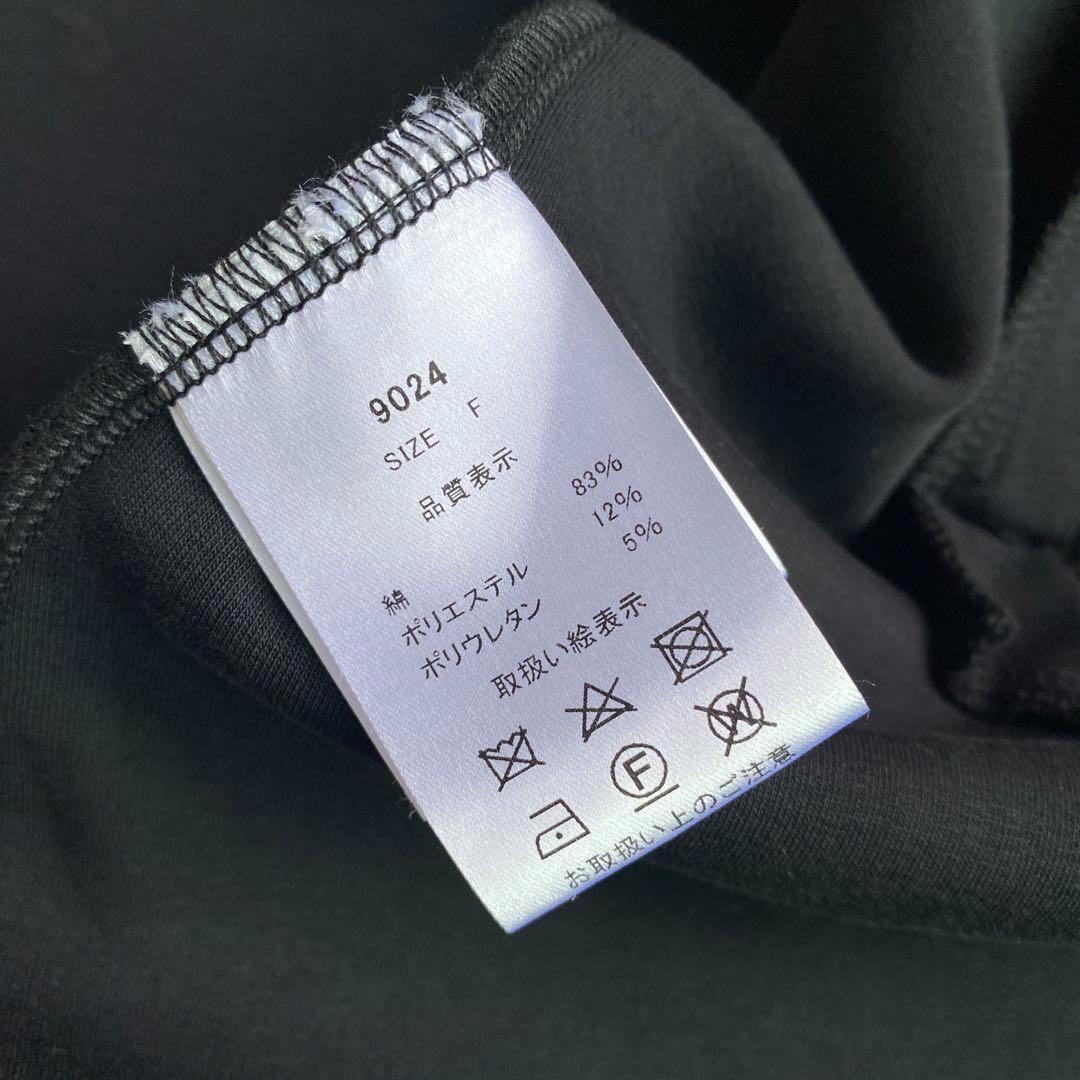 9024
SIZE F
品質表示
綿 83%
ポリエステル 12%
ポリウレタン 5%
取扱い絵表示
F
W
お取扱い上のご注意